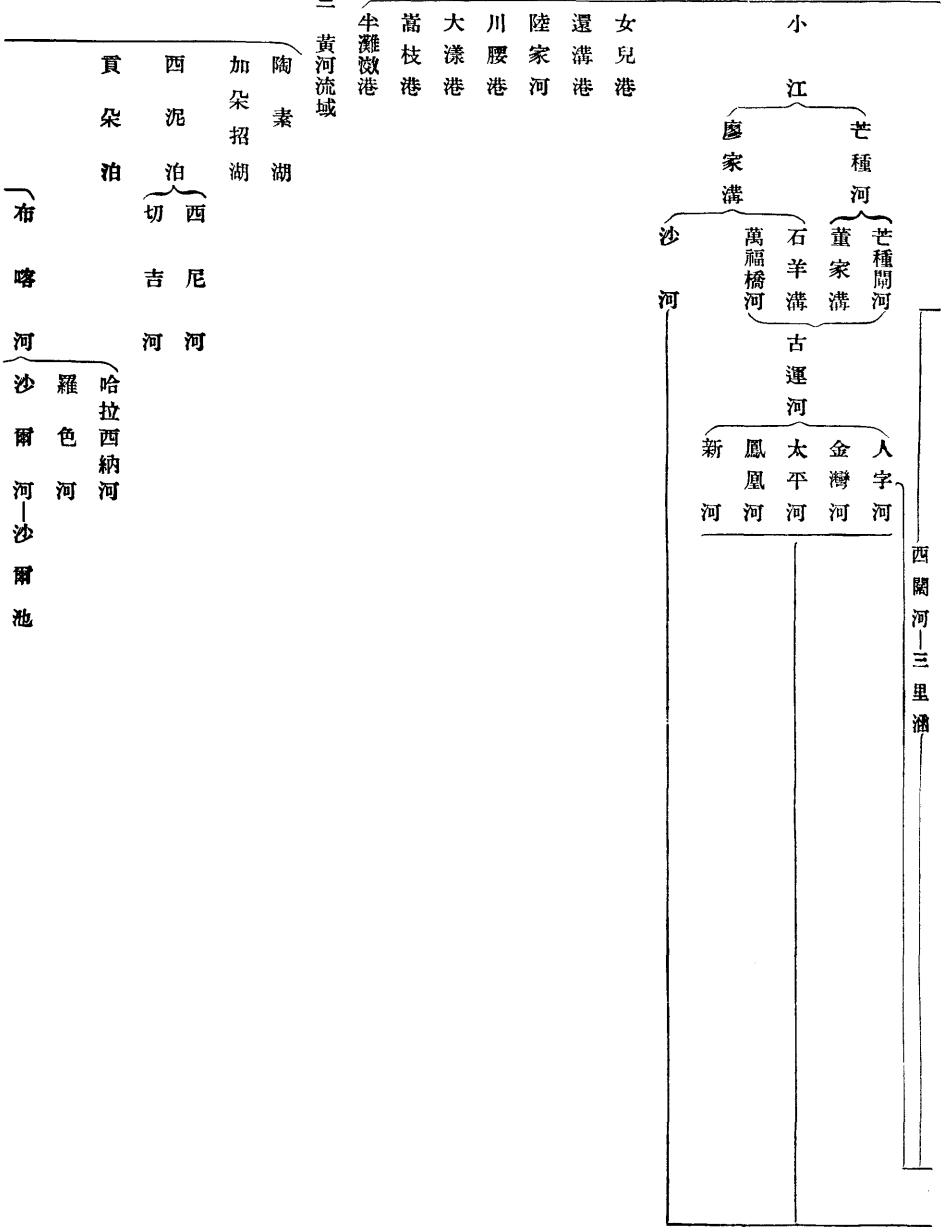 西閘河—三里涵
小江
芒種河
芒種閘河
董家溝
廖家溝
石羊溝
萬福橋河
沙河
古運河
人字河
金灣河
太平河
鳳凰河
新河
女兒港
還溝港
陸家河
川腰港
大漾港
蒿枝港
半灘激港
黃河流域
陶素湖
加朵招湖
西泥泊
西尼河
切吉河
貢朵泊
布喀河
哈拉西納河
羅色河
沙爾河—沙爾池